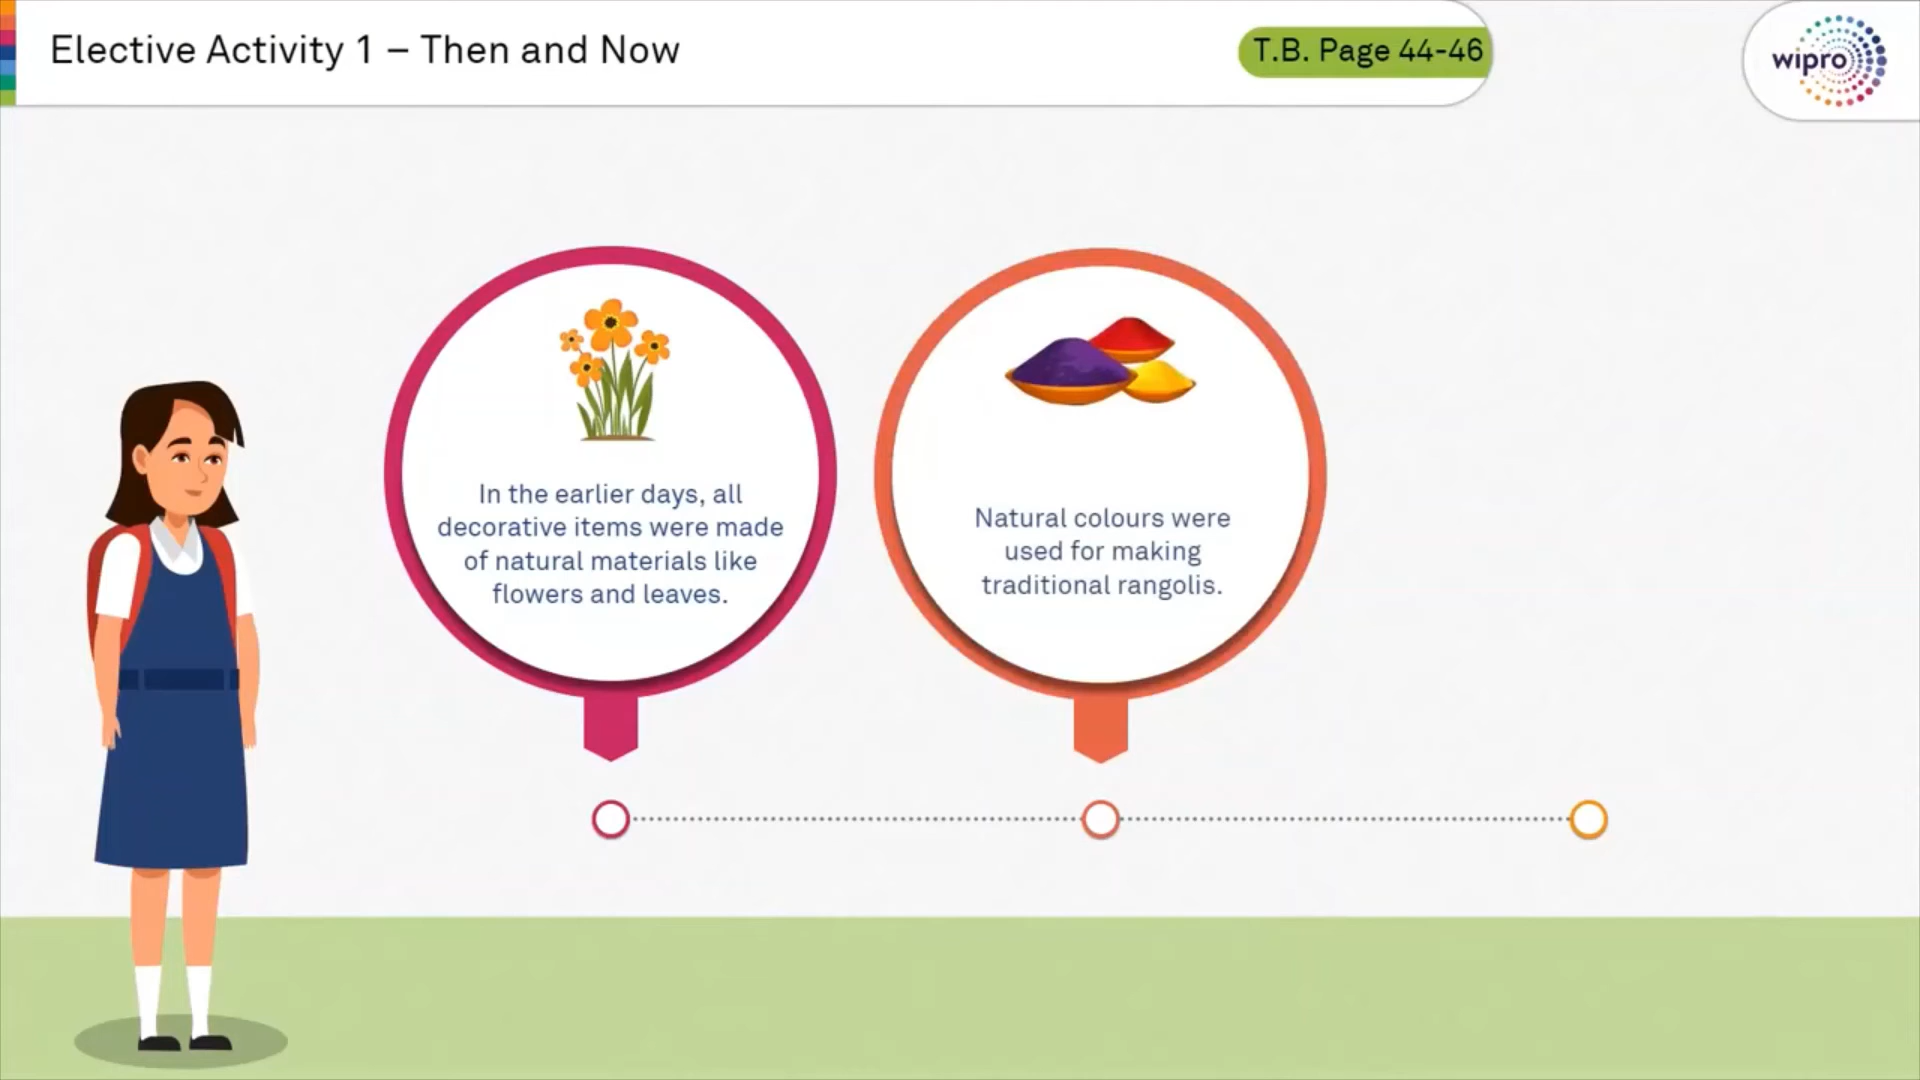 Elective Activity 1 – Then and Now
T.B. Page 44-46
wipro
In the earlier days, all
decorative items were made
of natural materials like
flowers and leaves.
Natural colours were
used for making
traditional rangolis.